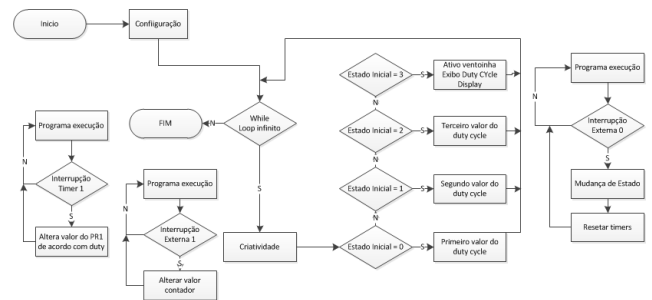 Inicio
Confiiguração
While
Loop infinito
FIM
N
S
Criatividade
Estado Inicial = 3
S
Ativo ventoinha
Exibo Duty CYcle
Display
N
Estado Inicial = 2
S
Terceiro valor do
duty cycle
N
Estado Inicial = 1
S
Segundo valor do
duty cycle
N
Estado Inicial = 0
S
Primeiro valor do
duty cycle
Programa execução
N
Interrupção
Timer 1
S
Altera valor do PR1
de acordo com duty
Programa execução
N
Interrupção
Externa 1
S
Alterar valor
contador
Programa execução
N
Interrupção
Externa 0
S
Mudança de Estado
Resetar timers